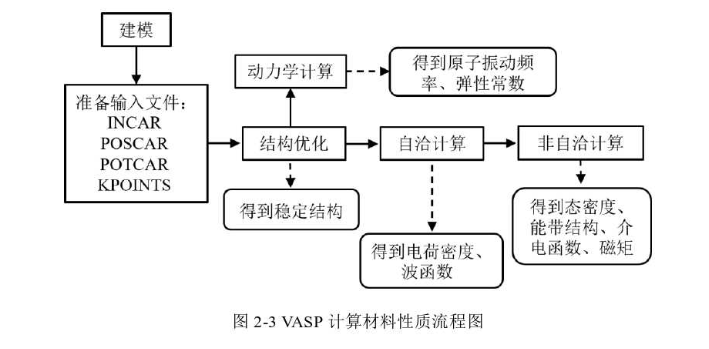 建模
准备输入文件：
INCAR
POSCAR
POTCAR
KPOINTS
动力学计算
得到原子振动频
率、弹性常数
结构优化
自洽计算
非自洽计算
得到稳定结构
得到电荷密度、
波函数
得到态密度、
能带结构、介
电函数、磁矩
图 2-3 VASP 计算材料性质流程图